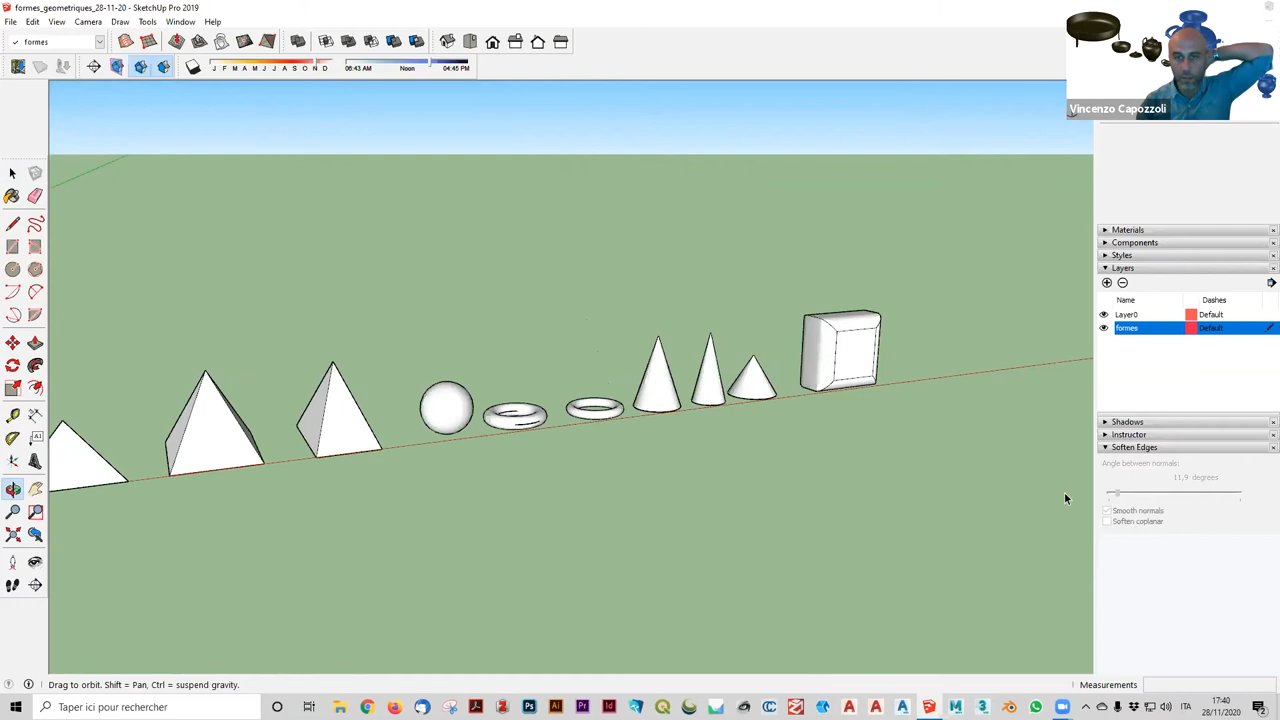 formes_geometriques_28-11-20 - SketchUp Pro 2019
File Edit View Camera Draw Tools Window Help
formes
J F M A M J J A S O N D
06:43 AM Noon 04:45 PM
Vincenzo Capozzoli
Materials
Components
Styles
Layers
Name Dashes
Layer0 Default
formes Default
Shadows
Instructor
Soften Edges
Angle between normals:
11,9 degrees
Smooth normals
Soften coplanar
Drag to orbit. Shift = Pan, Ctrl = suspend gravity.
Measurements
Taper ici pour rechercher
ITA
17:40
28/11/2020